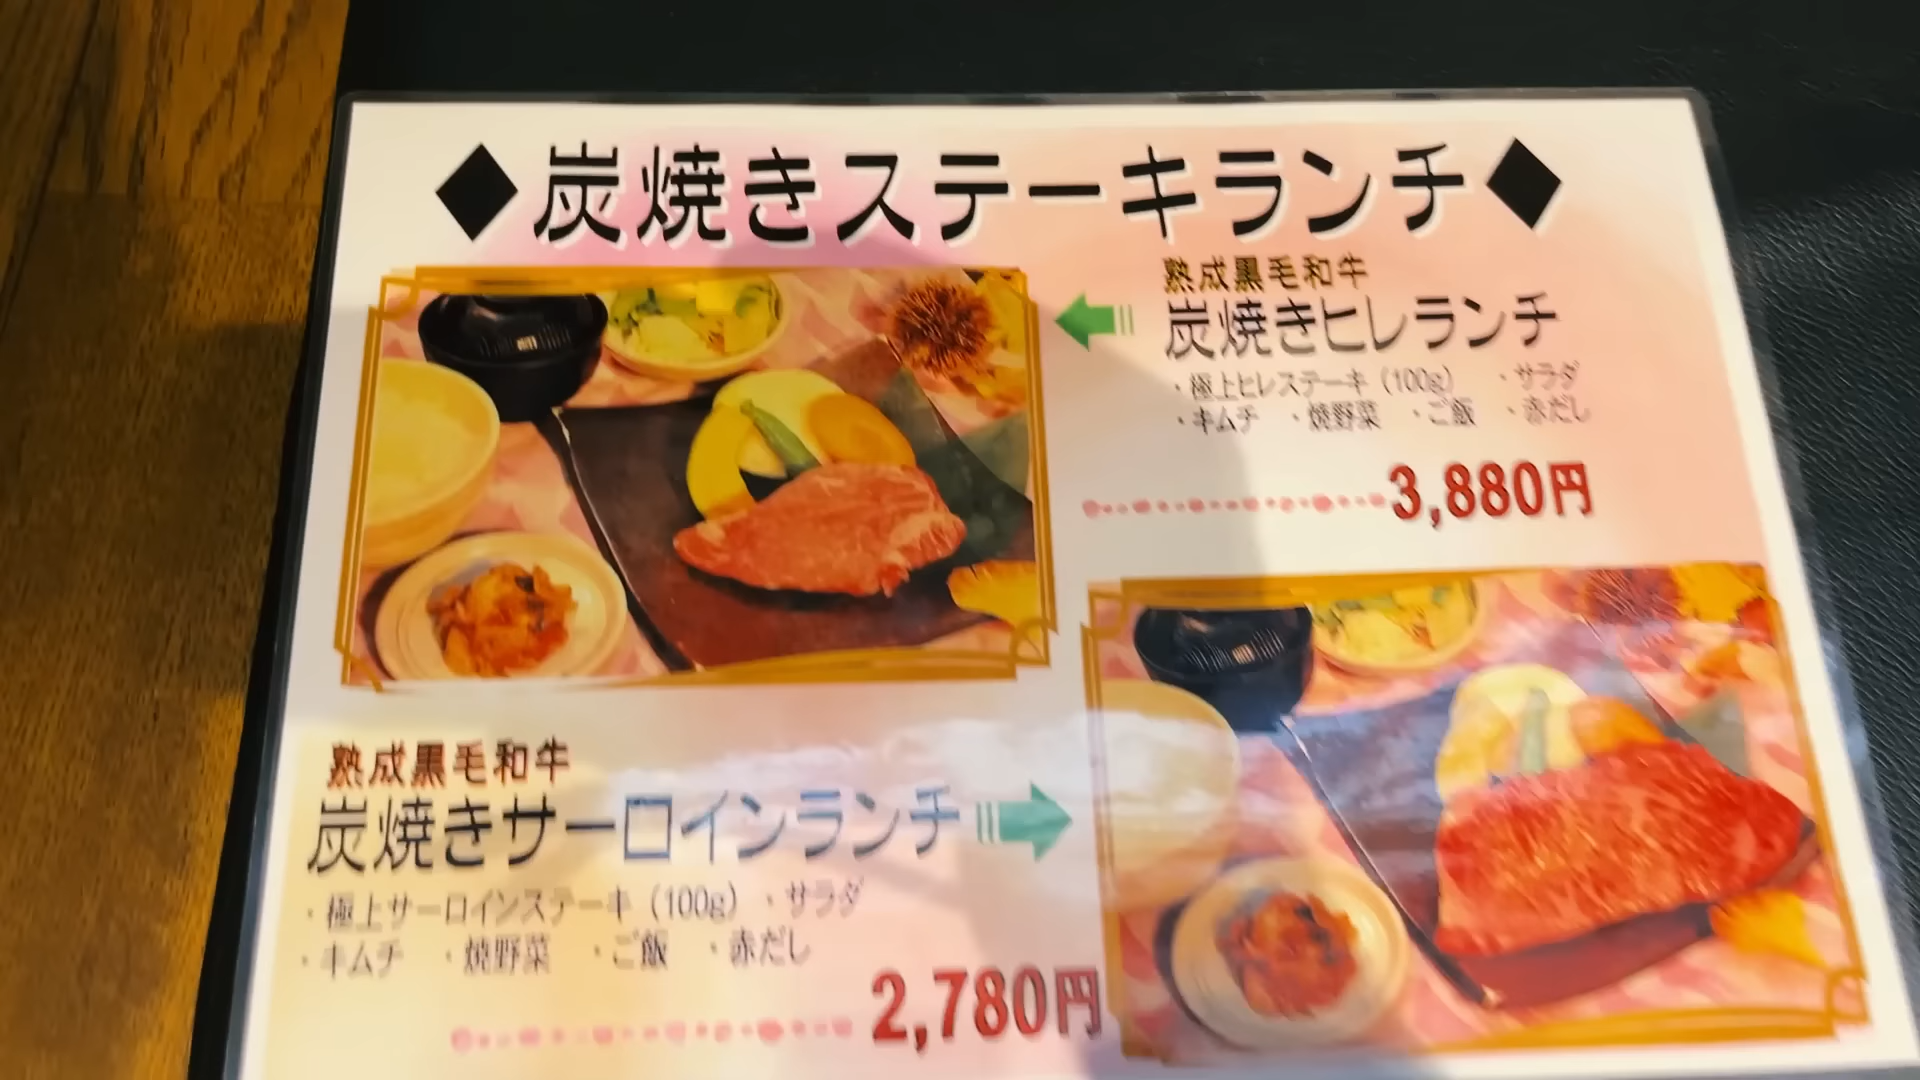 ◆炭焼きステーキランチ◆
熟成黒毛和牛
炭焼きヒレランチ
・極上ヒレステーキ（100g） ・サラダ
・キムチ ・焼野菜 ・ご飯 ・赤だし
3,880円
熟成黒毛和牛
炭焼きサーロインランチ
・極上サーロインステーキ（100g） ・サラダ
・キムチ ・焼野菜 ・ご飯 ・赤だし
2,780円